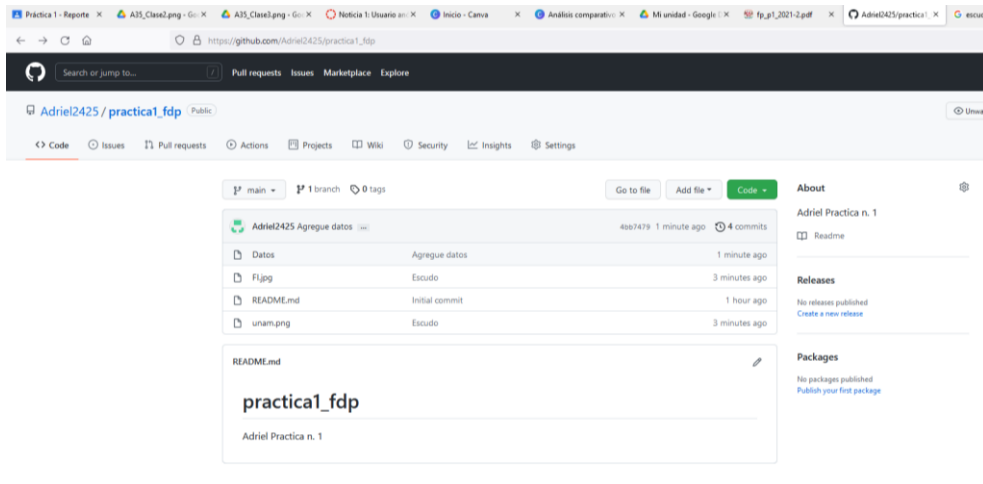 Práctica 1 - Reporte
A35_Clase2.png - Go
A35_Clase3.png - Go
Noticia 1: Usuario an
Inicio - Canva
Análisis comparativo
Mi unidad - Google
fp_p1_2021-2.pdf
Adriel2425/practica1_
escu
https://github.com/Adriel2425/practica1_fdp
Search or jump to... / Pull requests Issues Marketplace Explore
Adriel2425 / practica1_fdp Public
Unwa
Code Issues Pull requests Actions Projects Wiki Security Insights Settings
main 1 branch 0 tags Go to file Add file Code
About
Adriel Practica n. 1
Readme
Adriel2425 Agregue datos ... 4bb7479 1 minute ago 4 commits
Datos Agregue datos 1 minute ago
FI.jpg Escudo 3 minutes ago
README.md Initial commit 1 hour ago
unam.png Escudo 3 minutes ago
Releases
No releases published
Create a new release
Packages
No packages published
Publish your first package
README.md
practica1_fdp
Adriel Practica n. 1